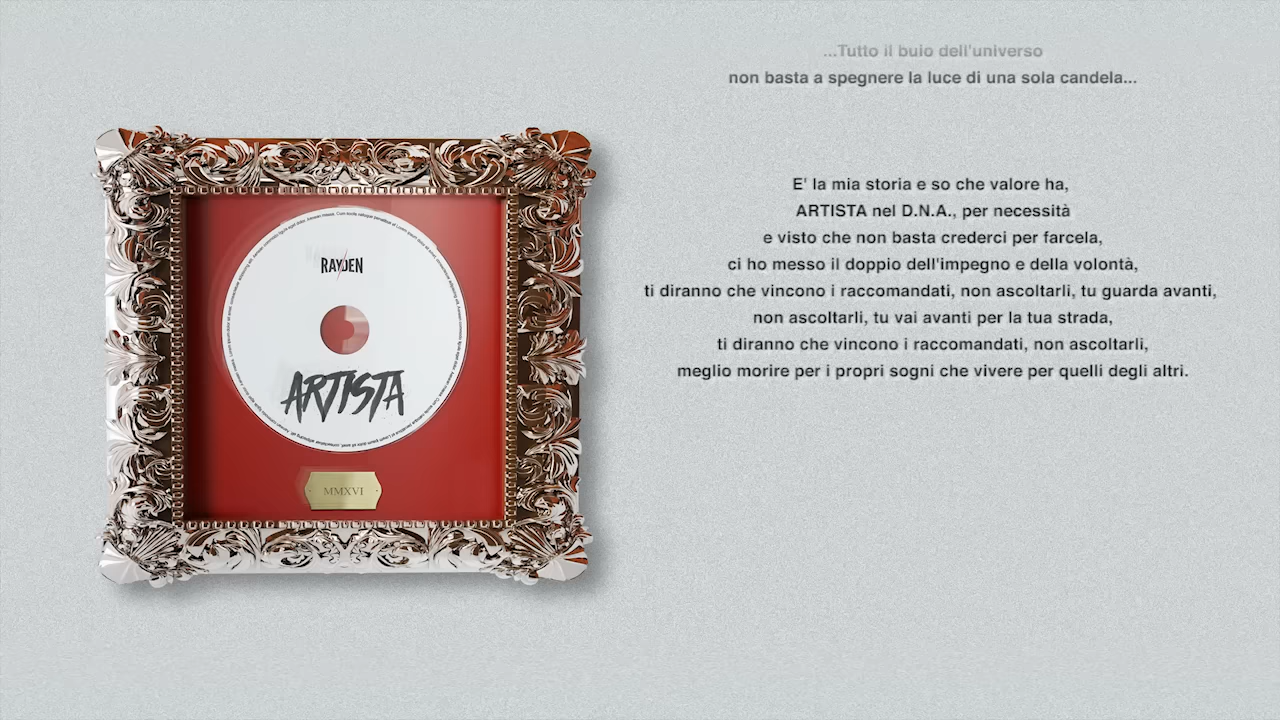 ...Tutto il buio dell'universo
non basta a spegnere la luce di una sola candela...
E' la mia storia e so che valore ha,
ARTISTA nel D.N.A., per necessità
e visto che non basta crederci per farcela,
ci ho messo il doppio dell'impegno e della volontà,
ti diranno che vincono i raccomandati, non ascoltarli, tu guarda avanti,
non ascoltarli, tu vai avanti per la tua strada,
ti diranno che vincono i raccomandati, non ascoltarli,
meglio morire per i propri sogni che vivere per quelli degli altri.
RAYDEN
ARTISTA
MMXVI